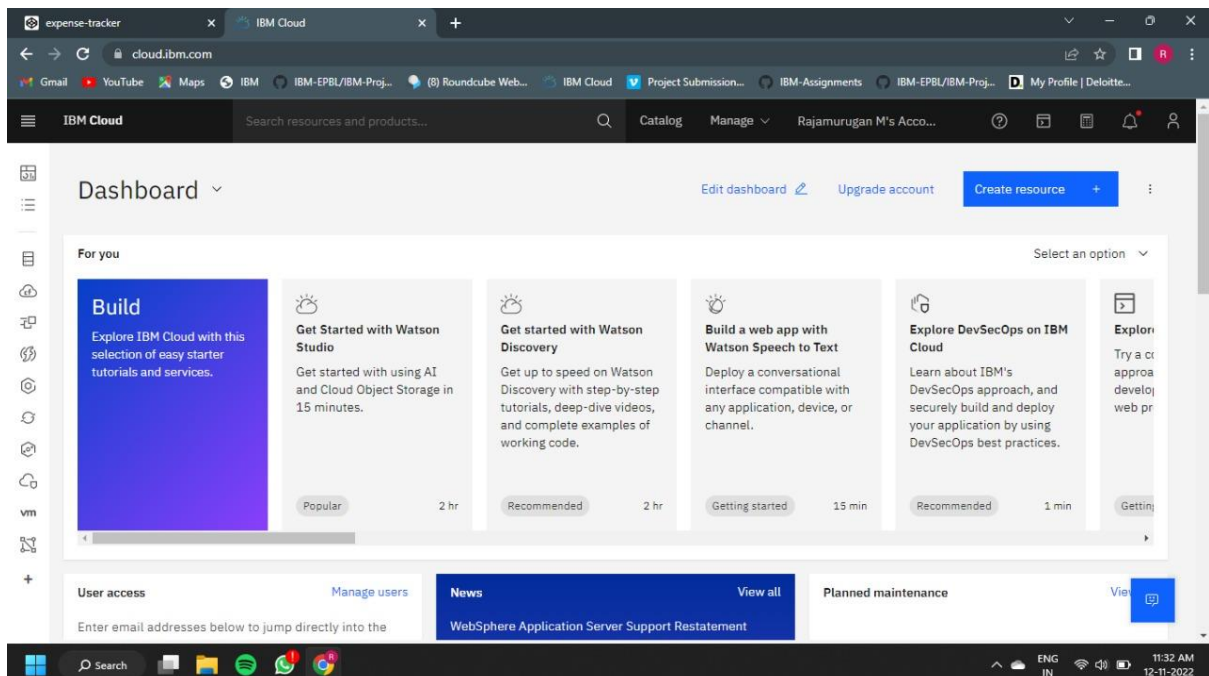 expense-tracker
IBM Cloud
cloud.ibm.com
R
Gmail YouTube Maps IBM IBM-EPBL/IBM-Proj... (8) Roundcube Web... IBM Cloud Project Submission... IBM-Assignments IBM-EPBL/IBM-Proj... D. My Profile | Deloitte...
IBM Cloud Search resources and products... Catalog Manage Rajamurugan M's Acco...
Dashboard Edit dashboard Upgrade account Create resource +
For you Select an option
Build
Explore IBM Cloud with this
selection of easy starter
tutorials and services.
Get Started with Watson
Studio
Get started with using AI
and Cloud Object Storage in
15 minutes.
Popular 2 hr
Get started with Watson
Discovery
Get up to speed on Watson
Discovery with step-by-step
tutorials, deep-dive videos,
and complete examples of
working code.
Recommended 2 hr
Build a web app with
Watson Speech to Text
Deploy a conversational
interface compatible with
any application, device, or
channel.
Getting started 15 min
Explore DevSecOps on IBM
Cloud
Learn about IBM's
DevSecOps approach, and
securely build and deploy
your application by using
DevSecOps best practices.
Recommended 1 min
Explor
Try a co
approa
develop
web pr
Getting
vm
User access Manage users
Enter email addresses below to jump directly into the
News View all
WebSphere Application Server Support Restatement
Planned maintenance Vie
Search
ENG
IN
11:32 AM
12-11-2022